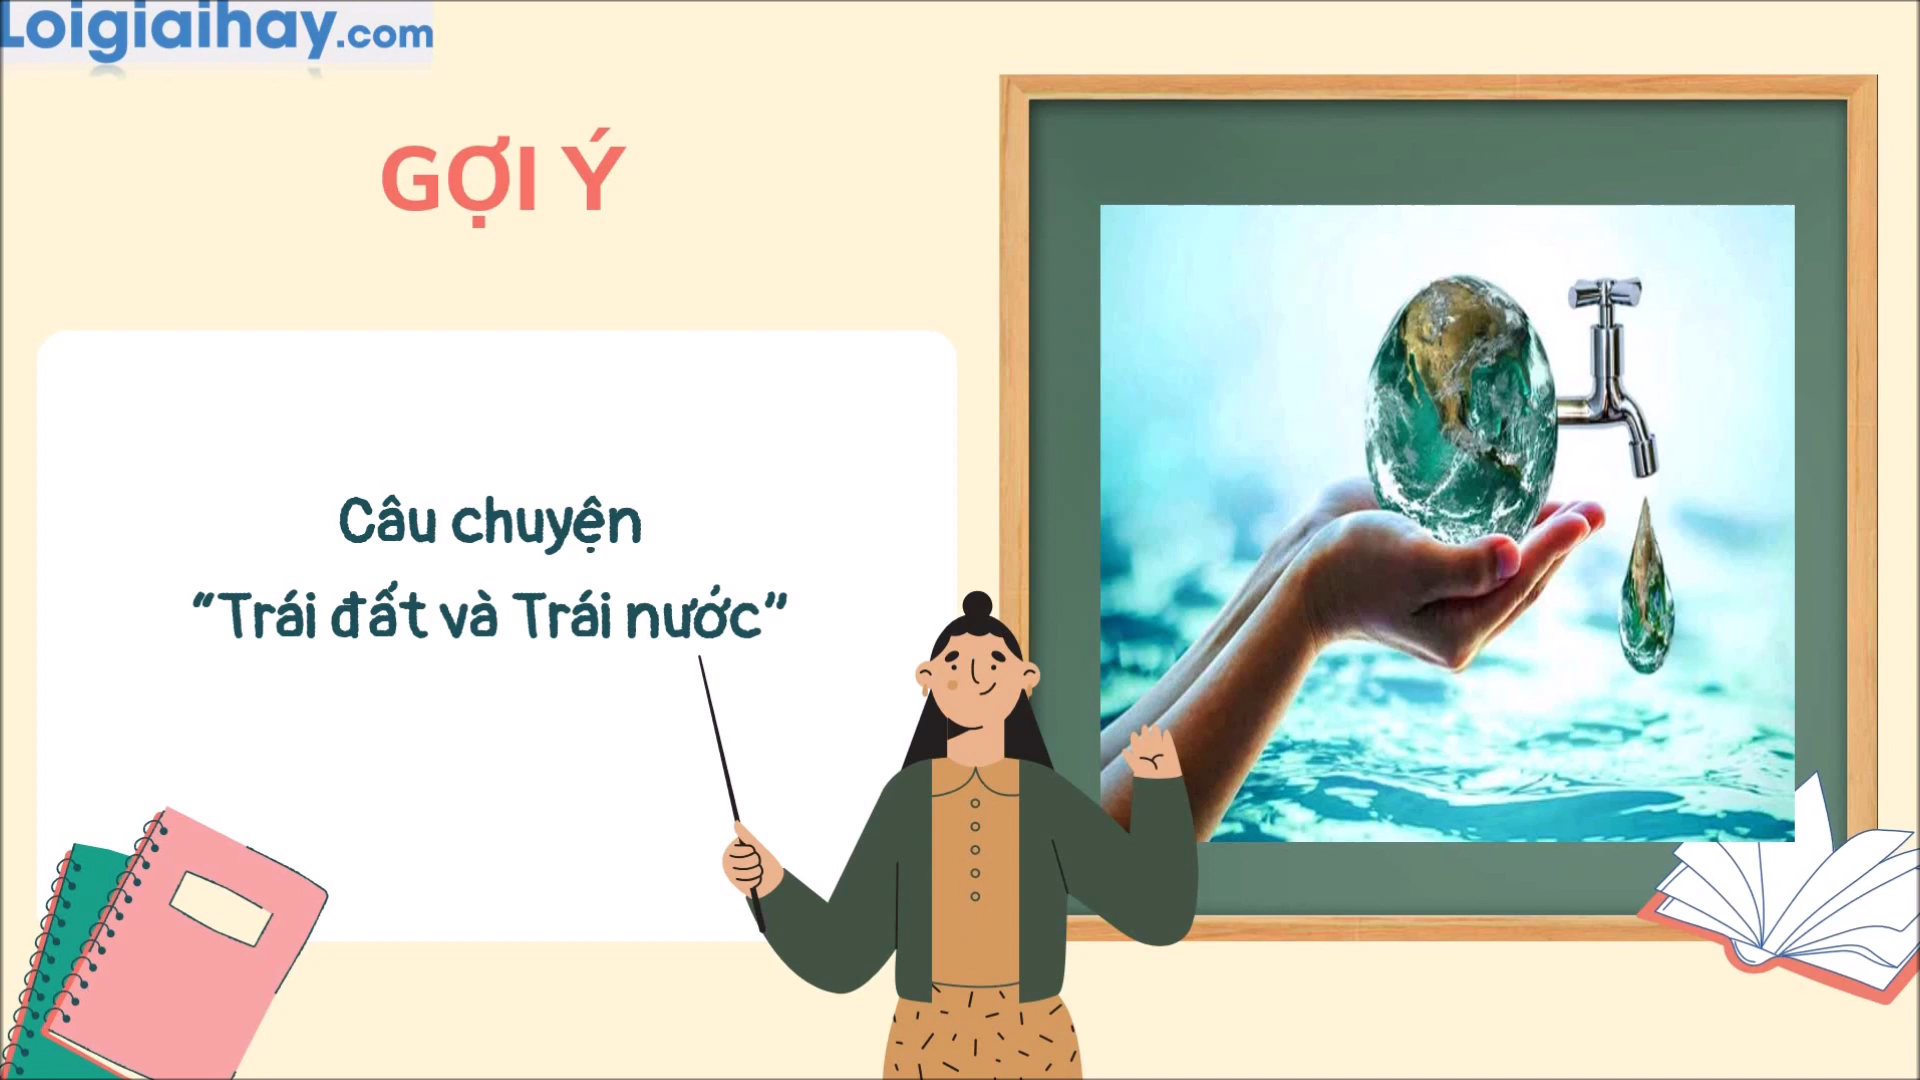 Loigiaihay.com
GỢI Ý
Câu chuyện
“Trái đất và Trái nước”